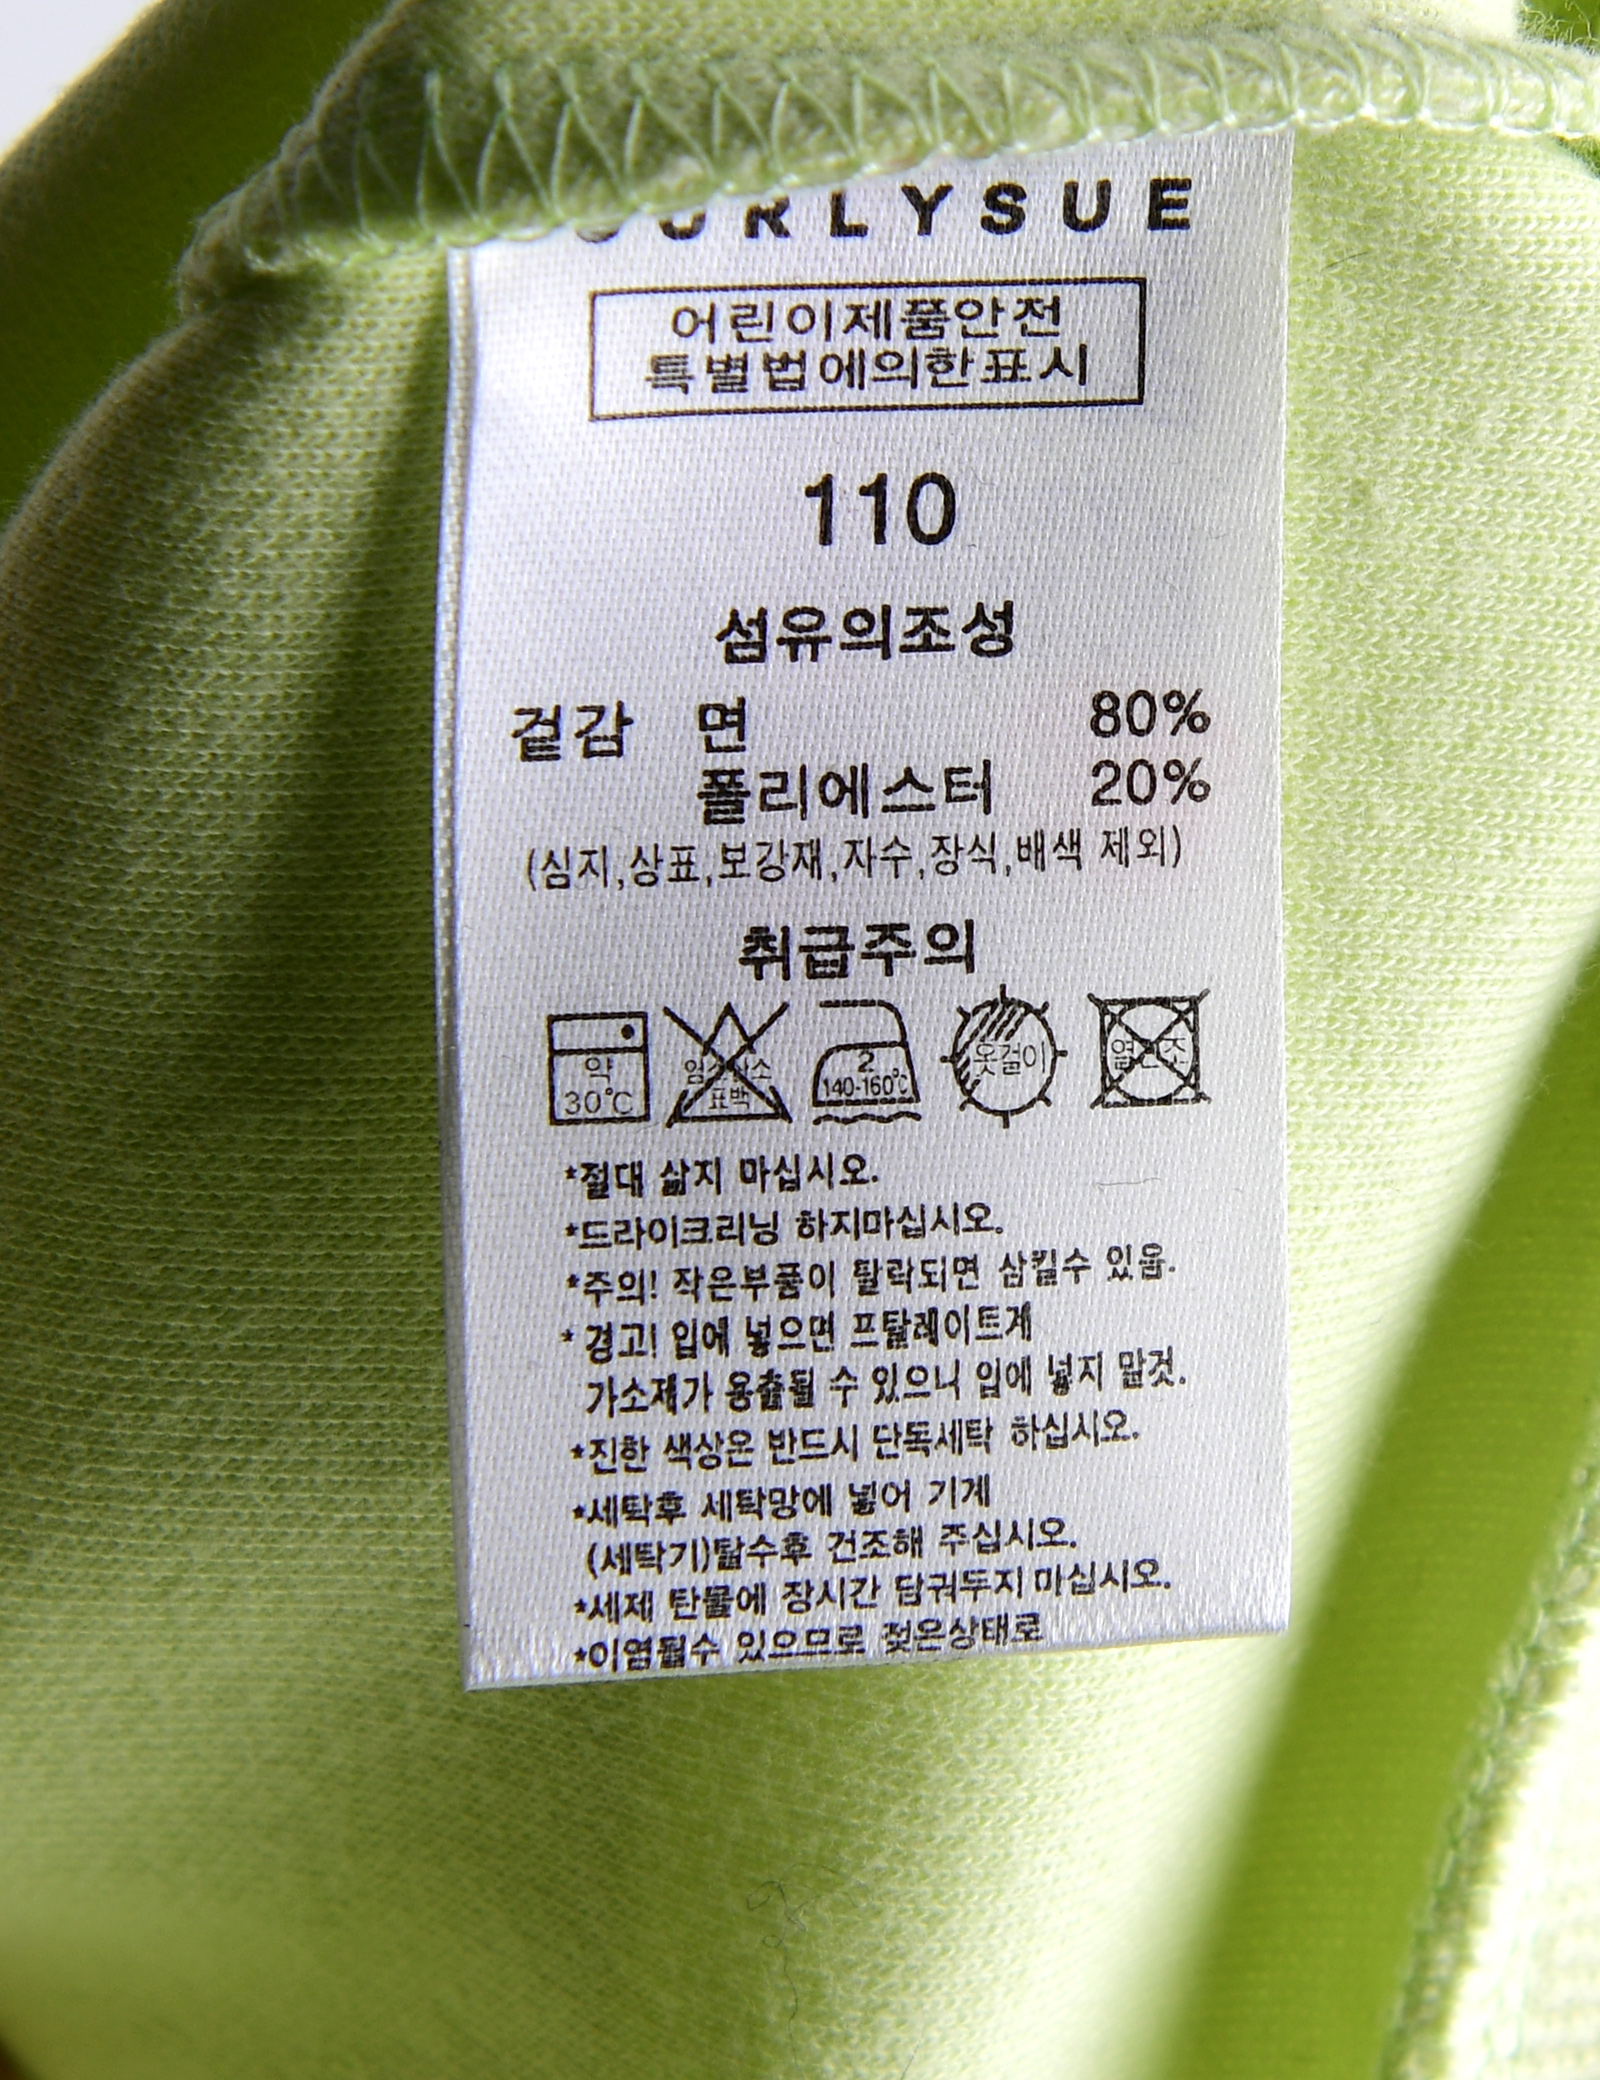 CURLYSUE
어린이제품안전
특별법에의한표시
110
섬유의조성
겉감 면 80%
폴리에스터 20%
(심지,상표,보강재,자수,장식,배색 제외)
취급주의
약 30℃
염소산소 표백
2 140-160℃
옷걸이
열건조
*절대 삶지 마십시오.
*드라이크리닝 하지마십시오.
*주의! 작은부품이 탈락되면 삼킬수 있음.
*경고! 입에 넣으면 프탈레이트계
가소제가 용출될 수 있으니 입에 넣지 말것.
*진한 색상은 반드시 단독세탁 하십시오.
*세탁후 세탁망에 넣어 기계
(세탁기)탈수후 건조해 주십시오.
*세제 탄물에 장시간 담궈두지 마십시오.
*이염될수 있으므로 젖은상태로